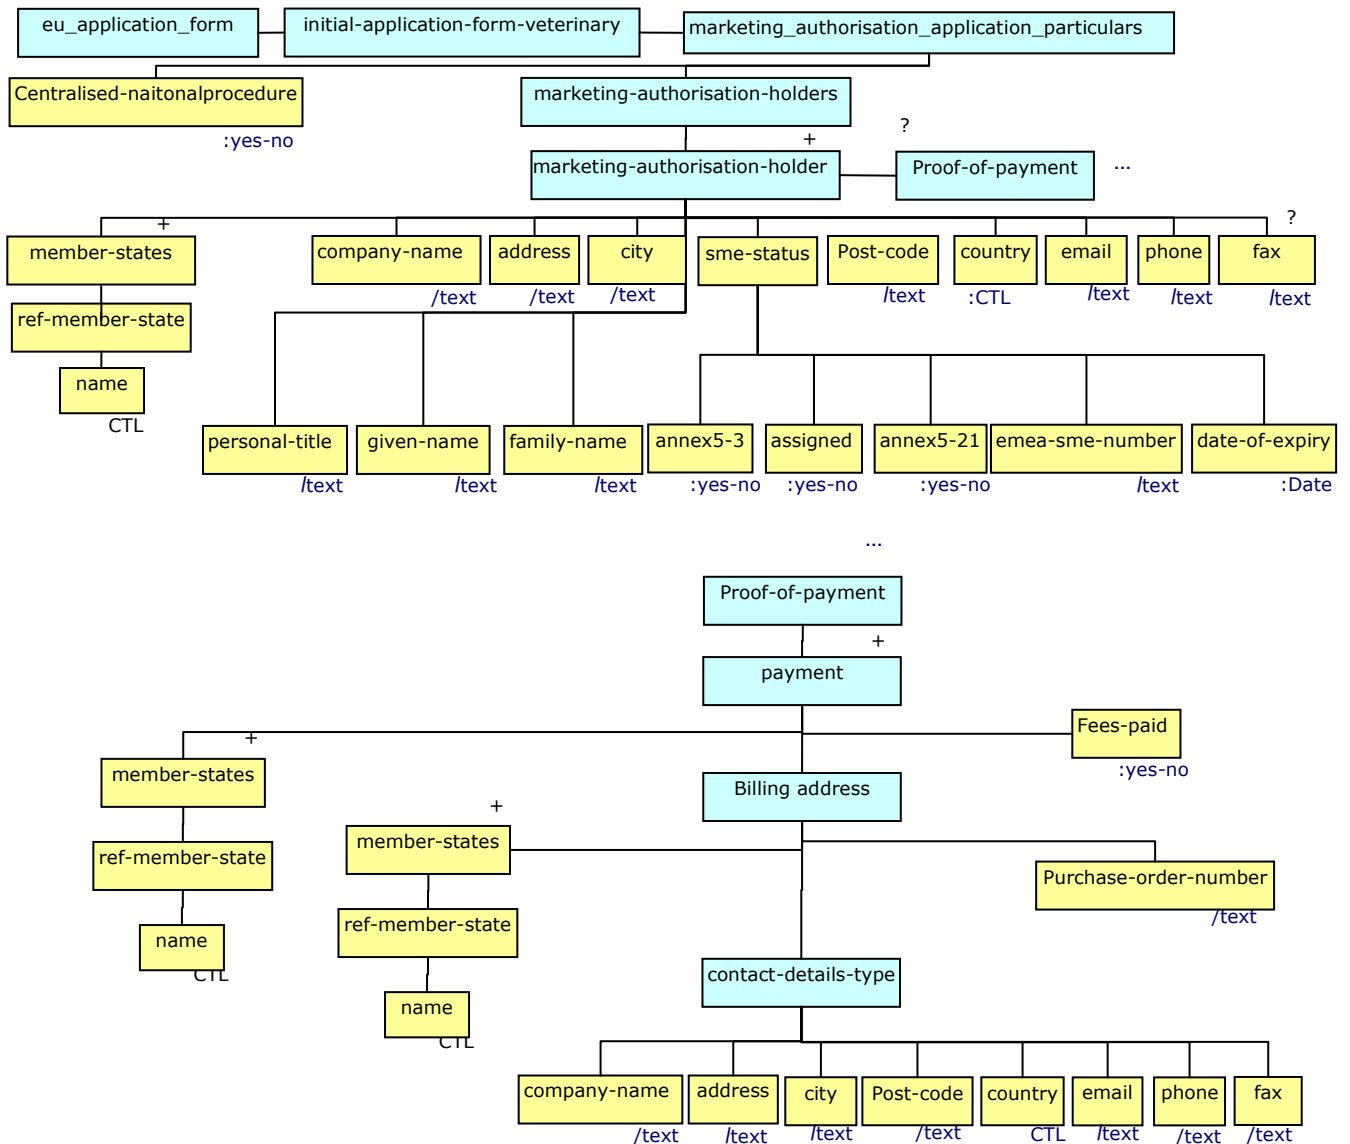 eu_application_form
initial-application-form-veterinary
marketing_authorisation_application_particulars
Centralised-naitonalprocedure
:yes-no
marketing-authorisation-holders
+
?
marketing-authorisation-holder
Proof-of-payment
...
+
?
member-states
company-name
/text
address
/text
city
/text
sme-status
Post-code
/text
country
:CTL
email
/text
phone
/text
fax
/text
ref-member-state
name
CTL
personal-title
/text
given-name
/text
family-name
/text
annex5-3
:yes-no
assigned
:yes-no
annex5-21
:yes-no
emea-sme-number
/text
date-of-expiry
:Date
...
Proof-of-payment
+
payment
Fees-paid
:yes-no
+
member-states
ref-member-state
name
CTL
Billing address
+
member-states
ref-member-state
name
CTL
Purchase-order-number
/text
contact-details-type
company-name
/text
address
/text
city
/text
Post-code
/text
country
CTL
email
/text
phone
/text
fax
/text